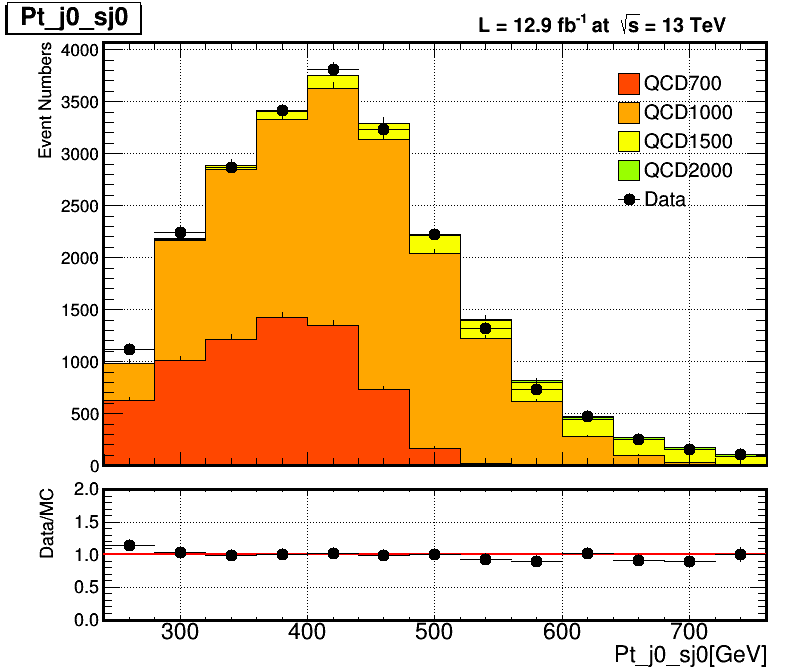 Pt_j0_sj0
L = 12.9 fb⁻¹ at √s = 13 TeV
Event Numbers
4000
3500
3000
2500
2000
1500
1000
500
0
QCD700
QCD1000
QCD1500
QCD2000
Data
Data/MC
2.0
1.5
1.0
0.5
0.0
300 400 500 600 700
Pt_j0_sj0[GeV]